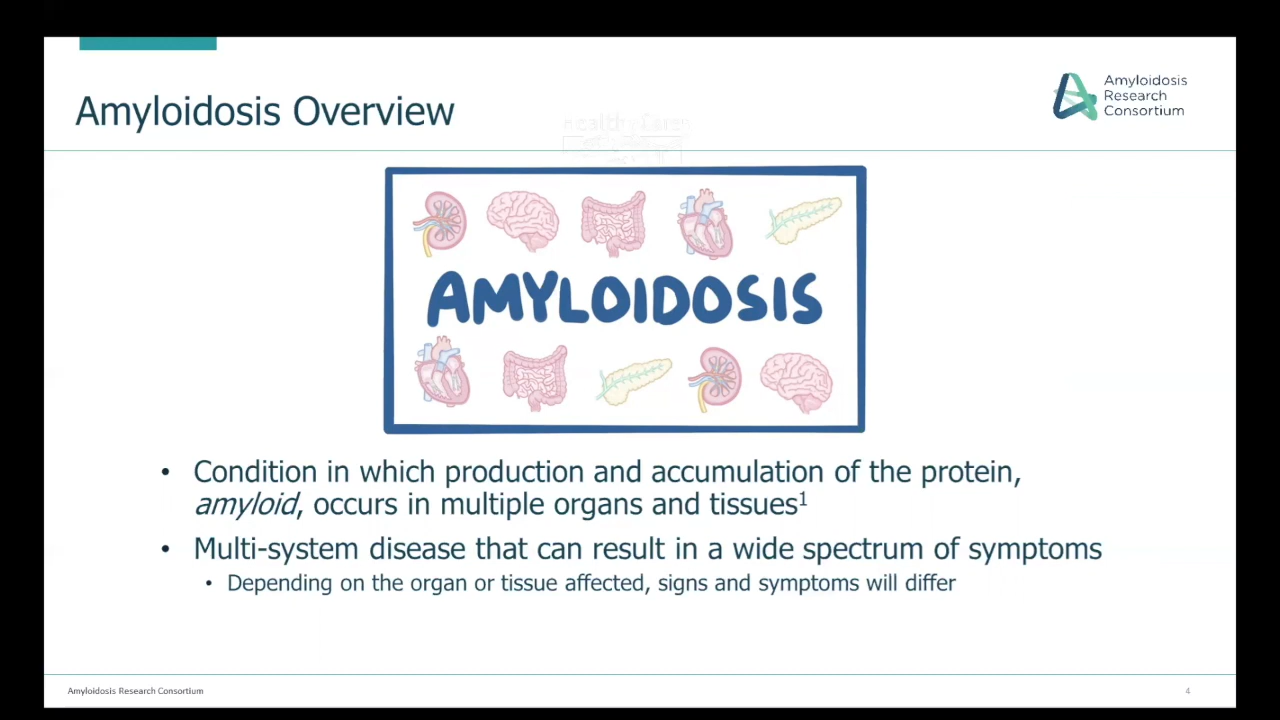 Amyloidosis Overview
Amyloidosis
Research
Consortium
AMYLOIDOSIS
• Condition in which production and accumulation of the protein,
amyloid, occurs in multiple organs and tissues¹
• Multi-system disease that can result in a wide spectrum of symptoms
• Depending on the organ or tissue affected, signs and symptoms will differ
Amyloidosis Research Consortium
4